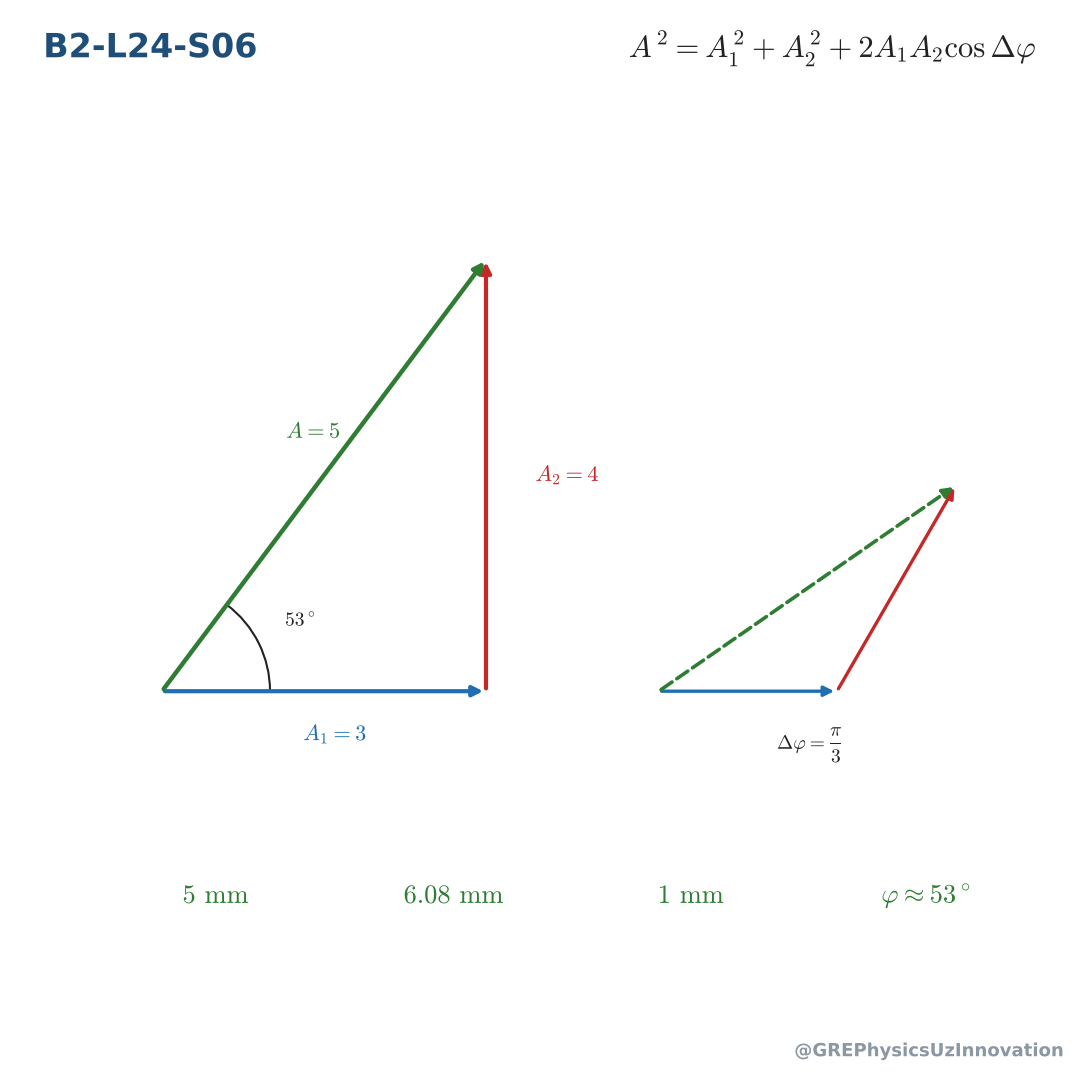 B2-L24-S06
A² = A₁² + A₂² + 2A₁A₂cos Δφ
A = 5
A₂ = 4
53°
A₁ = 3
Δφ = π/3
5 mm
6.08 mm
1 mm
φ ≈ 53°
@GREPhysicsUzInnovation